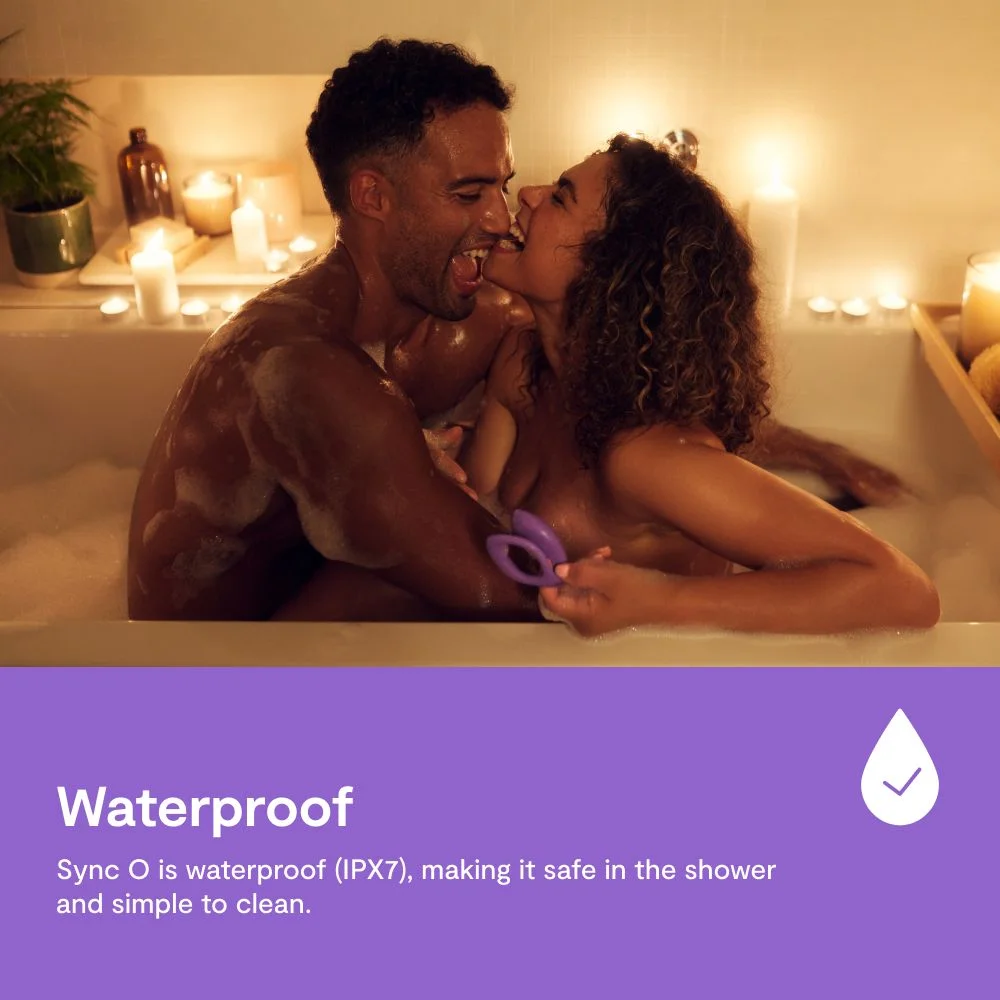 Waterproof
Sync O is waterproof (IPX7), making it safe in the shower
and simple to clean.